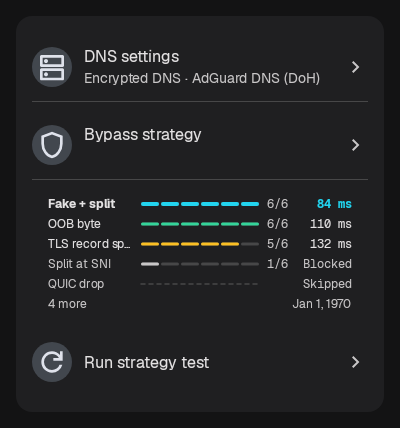 DNS settings
Encrypted DNS · AdGuard DNS (DoH)
Bypass strategy
Fake + split 6/6 84 ms
OOB byte 6/6 110 ms
TLS record sp… 5/6 132 ms
Split at SNI 1/6 Blocked
QUIC drop Skipped
4 more Jan 1, 1970
Run strategy test